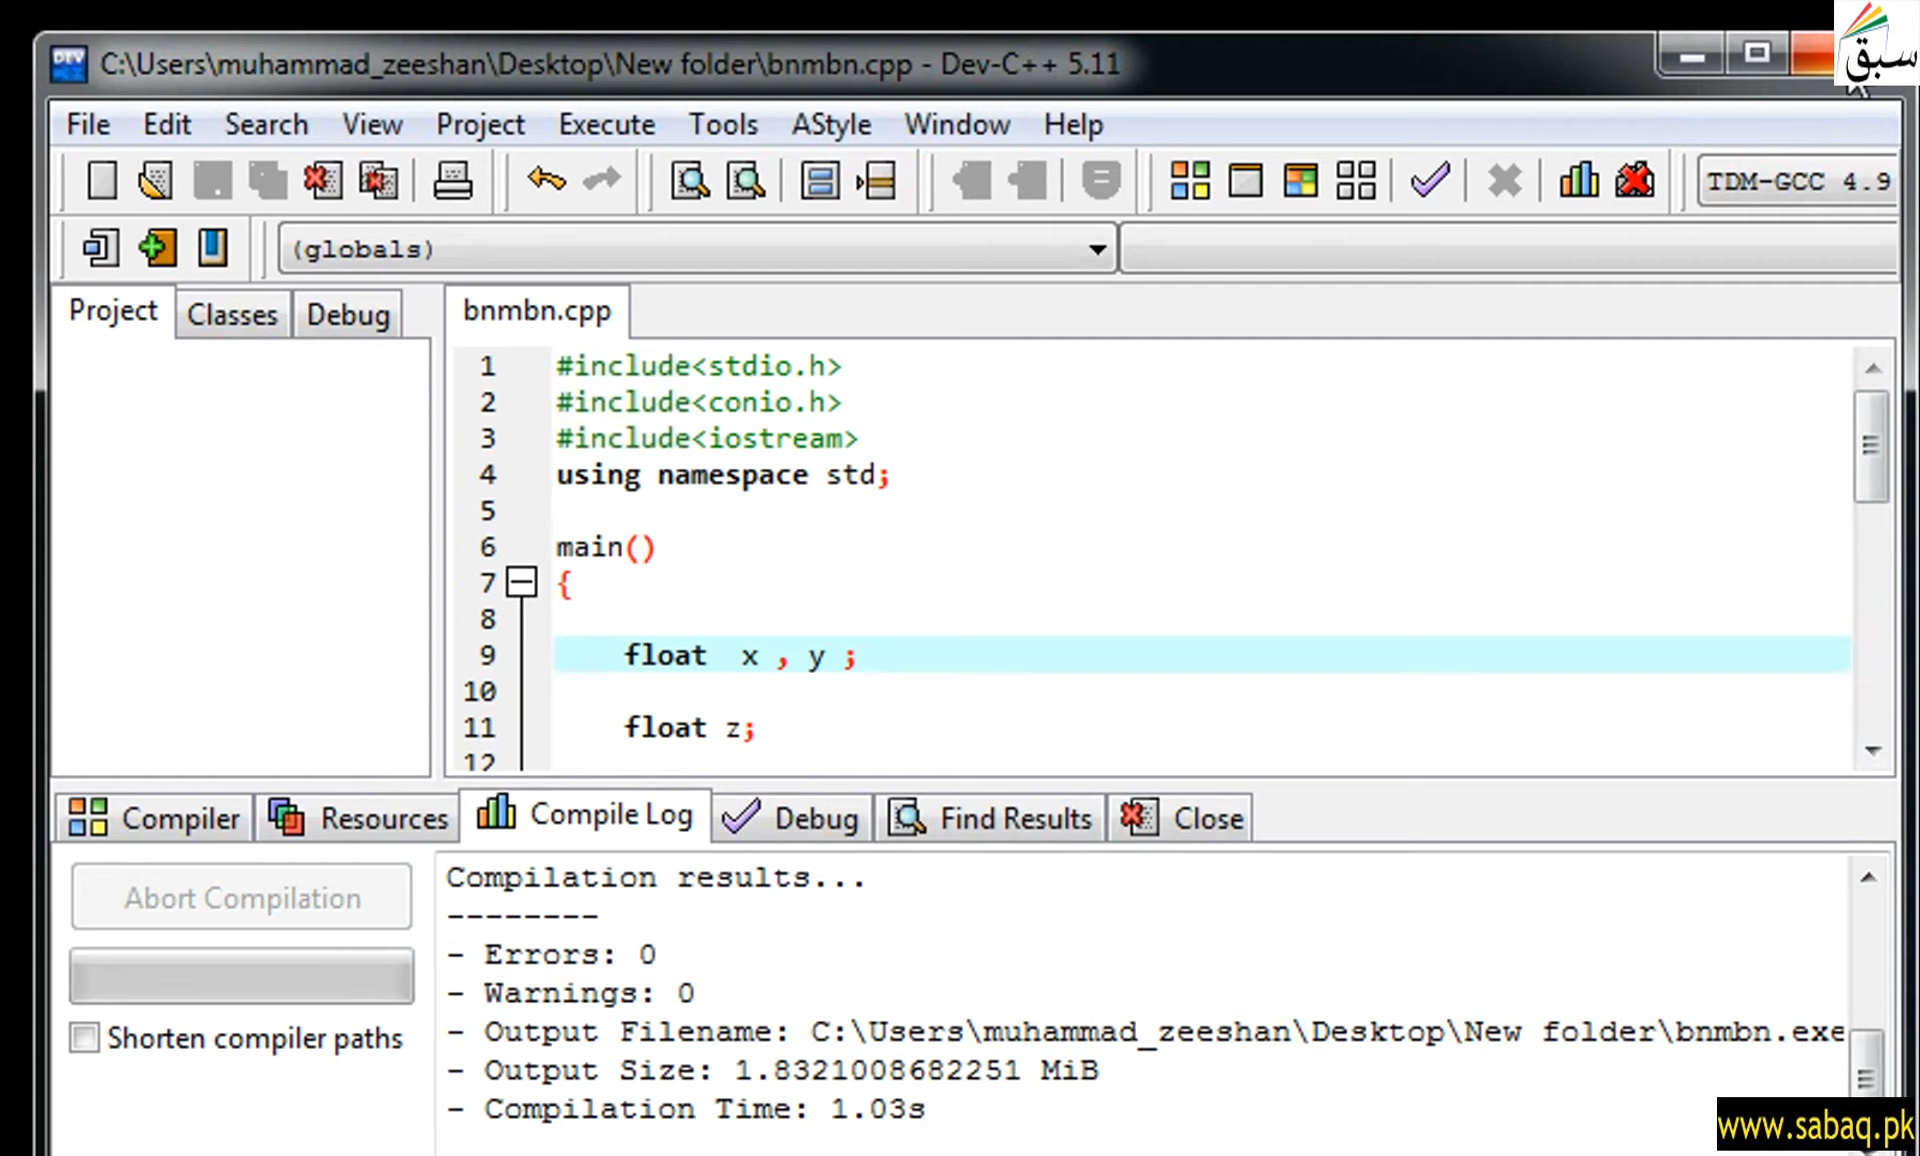 سبق
DEV
C:\Users\muhammad_zeeshan\Desktop\New folder\bnmbn.cpp - Dev-C++ 5.11
File Edit Search View Project Execute Tools AStyle Window Help
TDM-GCC 4.9
(globals)
Project Classes Debug
bnmbn.cpp
1 #include<stdio.h>
2 #include<conio.h>
3 #include<iostream>
4 using namespace std;
5
6 main()
7 {
8
9 float x , y ;
10
11 float z;
12
Compiler Resources Compile Log Debug Find Results Close
Abort Compilation
Shorten compiler paths
Compilation results...
--------
- Errors: 0
- Warnings: 0
- Output Filename: C:\Users\muhammad_zeeshan\Desktop\New folder\bnmbn.exe
- Output Size: 1.8321008682251 MiB
- Compilation Time: 1.03s
www.sabaq.pk